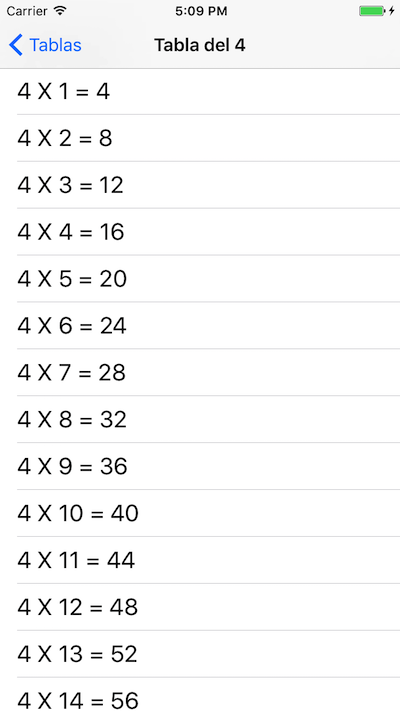 Carrier 5:09 PM
Tablas Tabla del 4
4 X 1 = 4
4 X 2 = 8
4 X 3 = 12
4 X 4 = 16
4 X 5 = 20
4 X 6 = 24
4 X 7 = 28
4 X 8 = 32
4 X 9 = 36
4 X 10 = 40
4 X 11 = 44
4 X 12 = 48
4 X 13 = 52
4 X 14 = 56